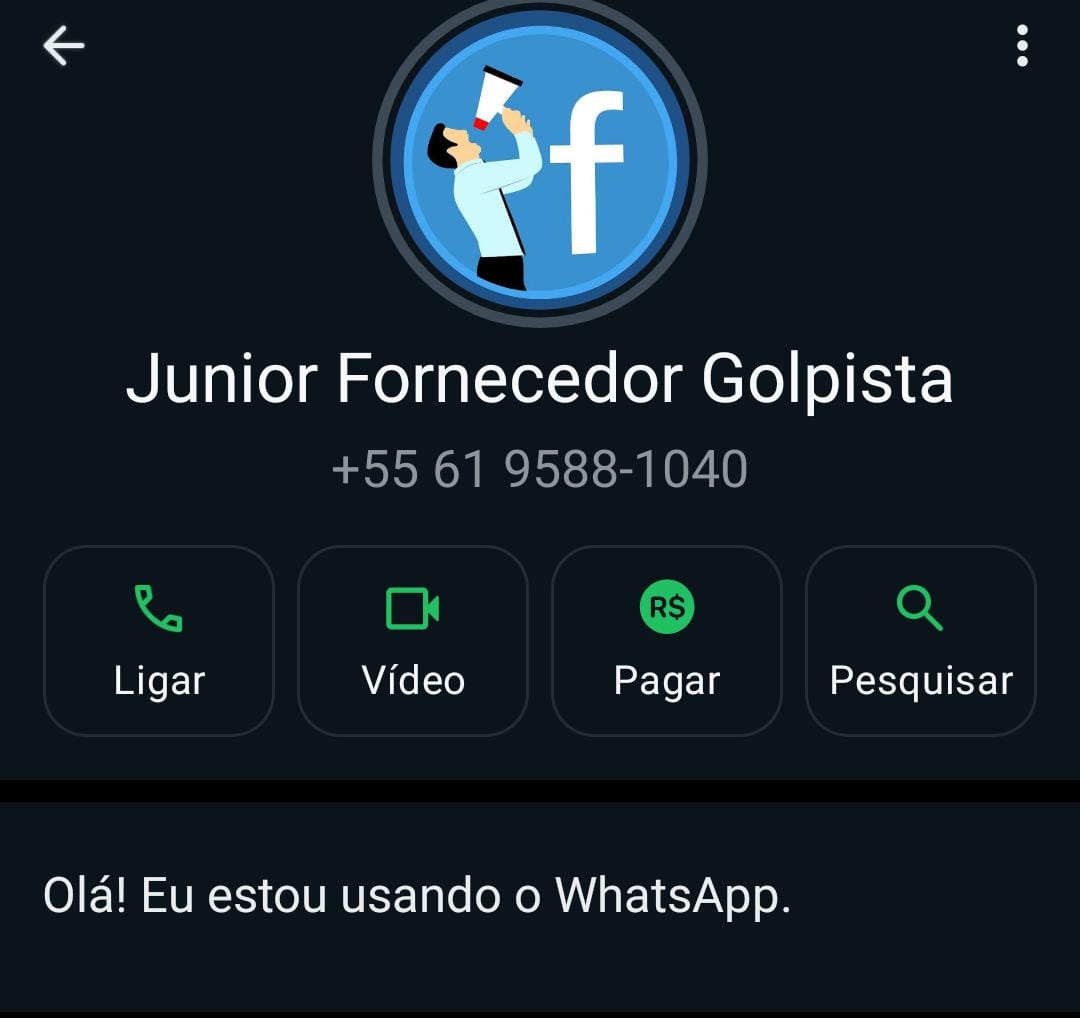 f
Junior Fornecedor Golpista
+55 61 9588-1040
Ligar
Vídeo
R$
Pagar
Pesquisar
Olá! Eu estou usando o WhatsApp.